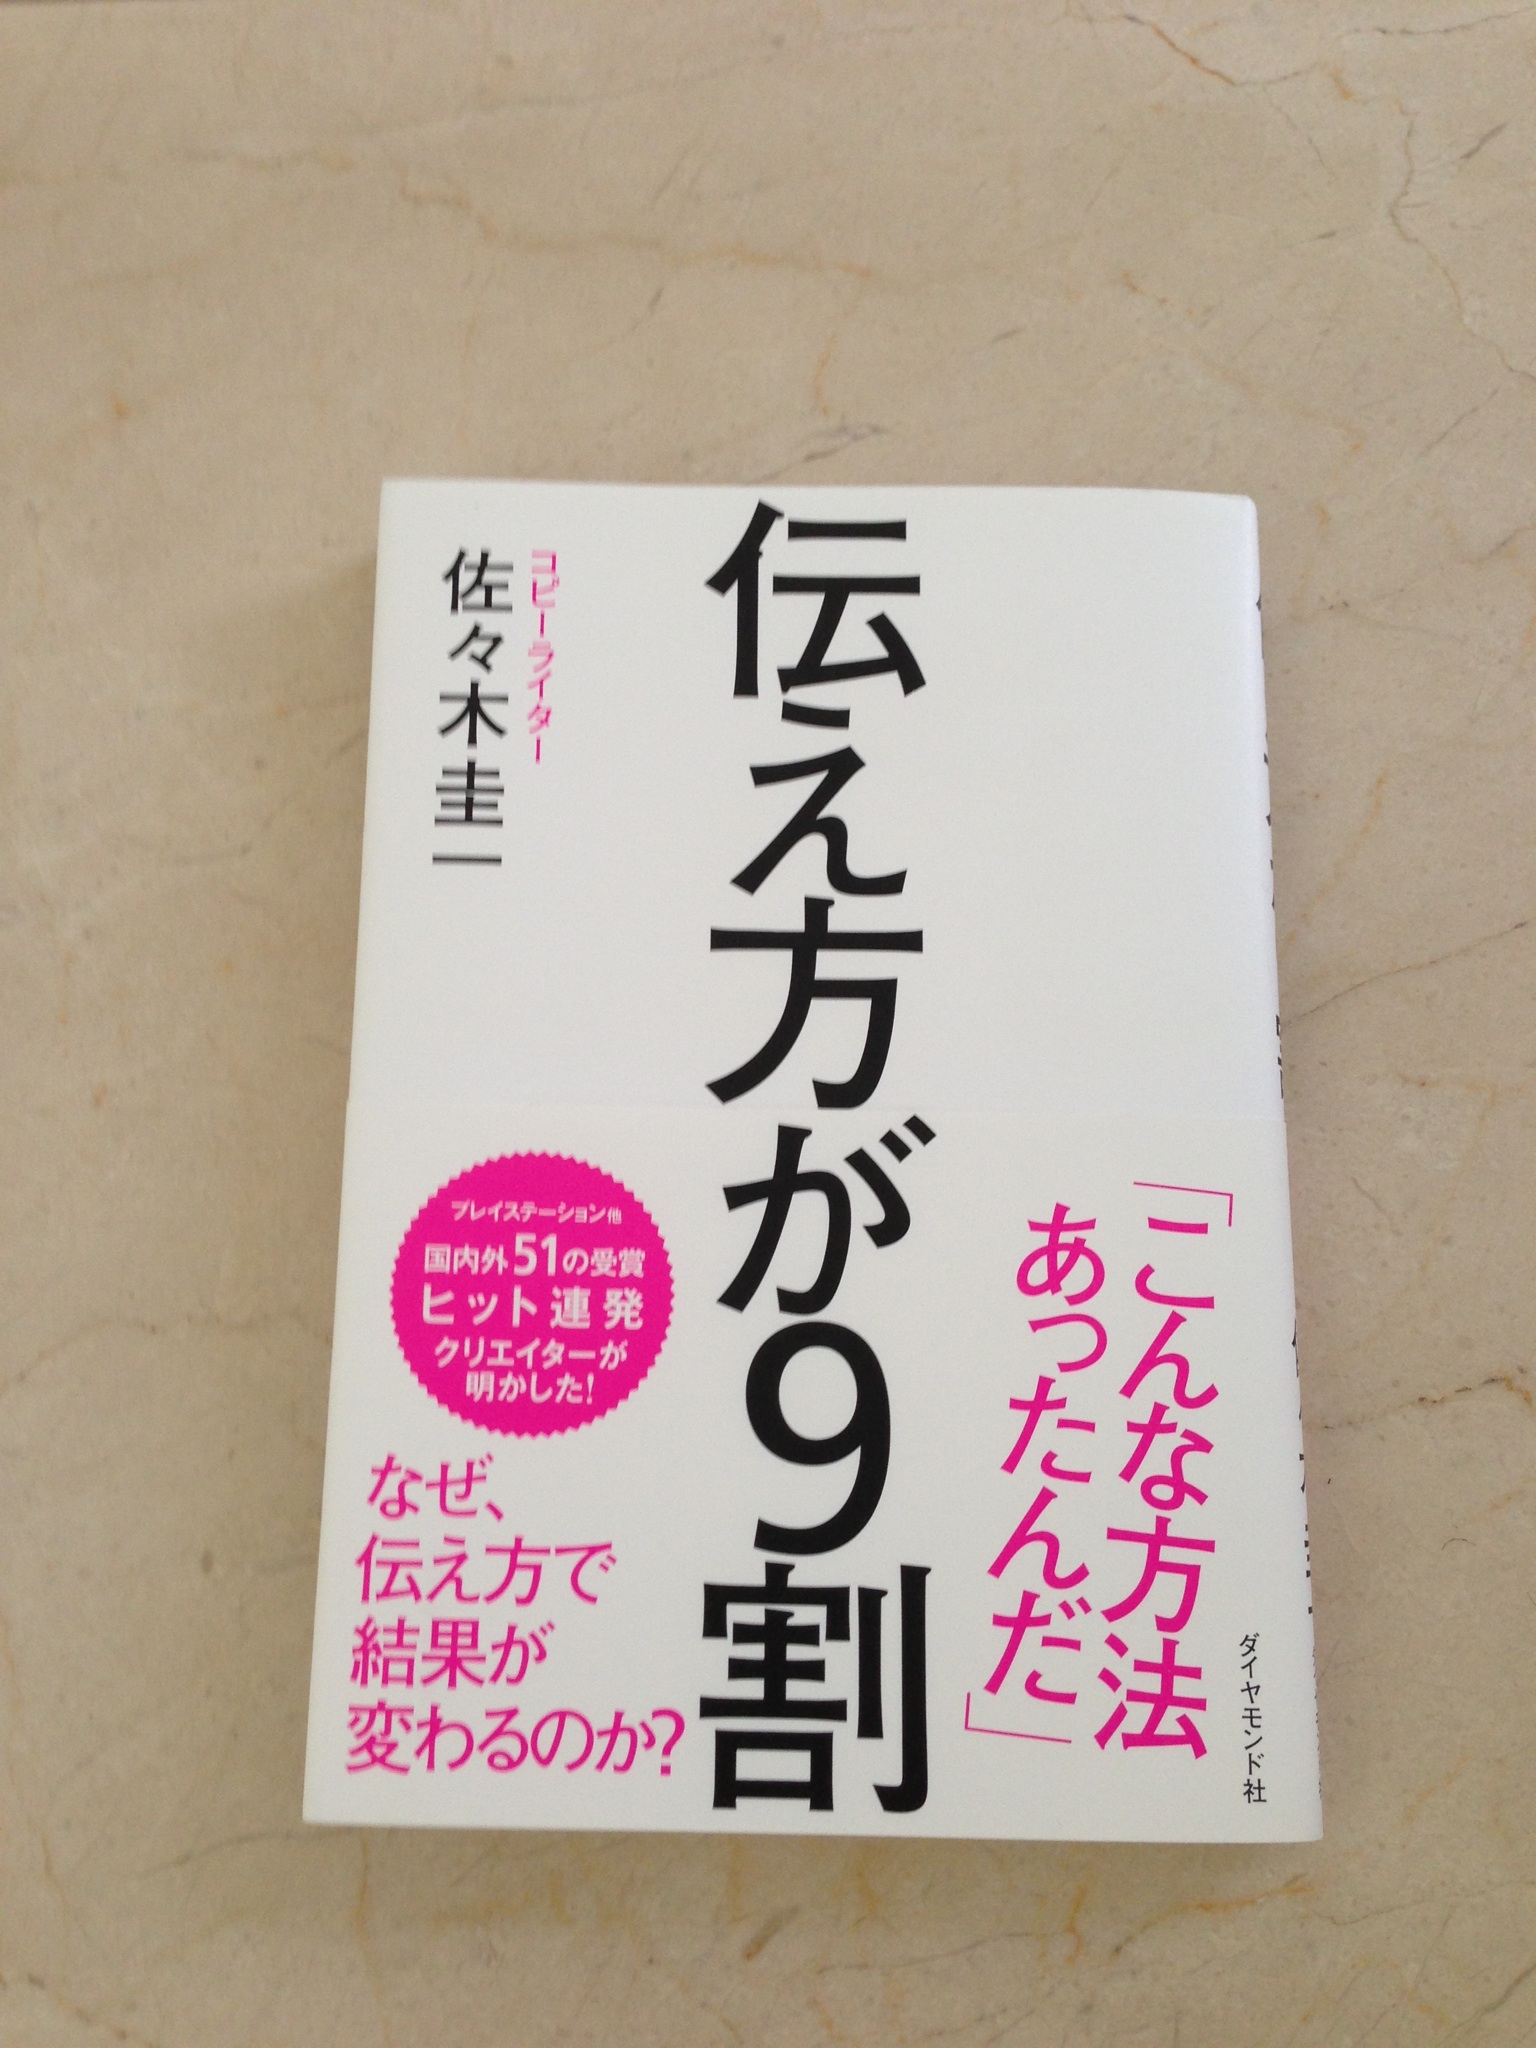 伝え方が9割
コピーライター
佐々木圭一
「こんな方法
あったんだ」
プレイステーション他
国内外51の受賞
ヒット連発
クリエイターが
明かした!
なぜ、
伝え方で
結果が
変わるのか?
ダイヤモンド社